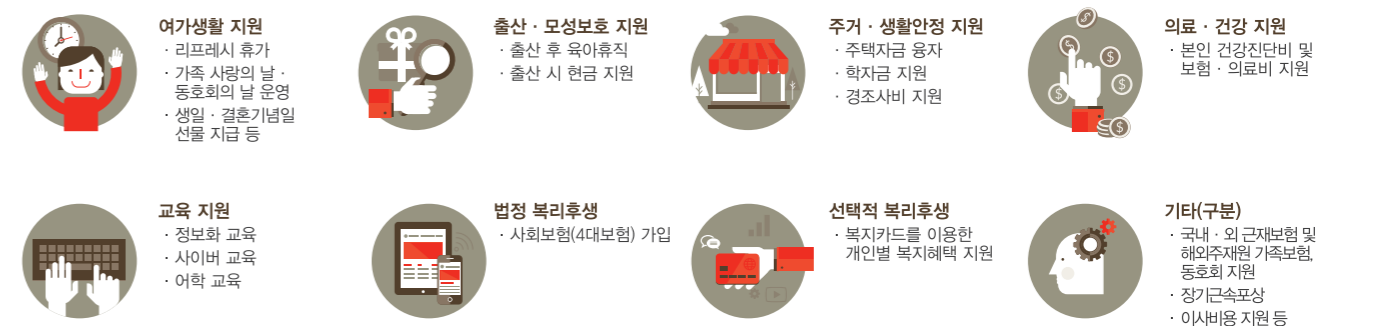 여가생활 지원
· 리프레시 휴가
· 가족 사랑의 날 ·
동호회의 날 운영
· 생일 · 결혼기념일
선물 지급 등
출산 · 모성보호 지원
· 출산 후 육아휴직
· 출산 시 현금 지원
주거 · 생활안정 지원
· 주택자금 융자
· 학자금 지원
· 경조사비 지원
의료 · 건강 지원
· 본인 건강진단비 및
보험 · 의료비 지원
교육 지원
· 정보화 교육
· 사이버 교육
· 어학 교육
법정 복리후생
· 사회보험(4대보험) 가입
선택적 복리후생
· 복지카드를 이용한
개인별 복지혜택 지원
기타(구분)
· 국내 · 외 근재보험 및
해외주재원 가족보험,
동호회 지원
· 장기근속포상
· 이사비용 지원 등